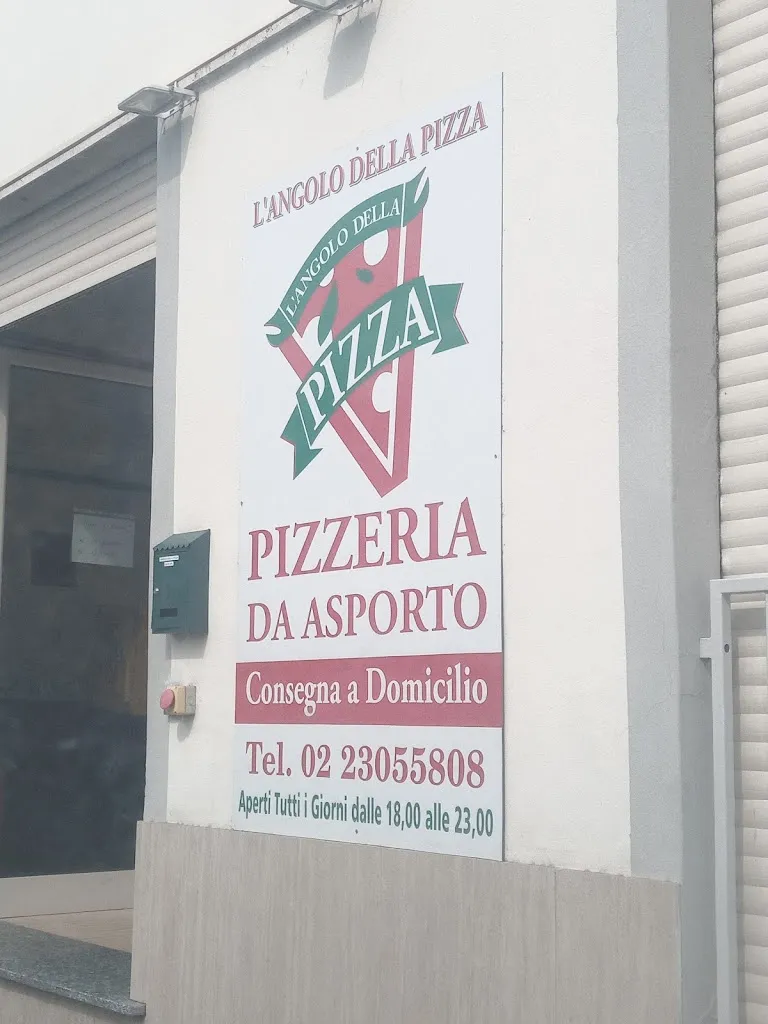 L'ANGOLO DELLA PIZZA
L'ANGOLO DELLA
PIZZA
PIZZERIA
DA ASPORTO
Consegna a Domicilio
Tel. 02 23055808
Aperti Tutti i Giorni dalle 18,00 alle 23,00